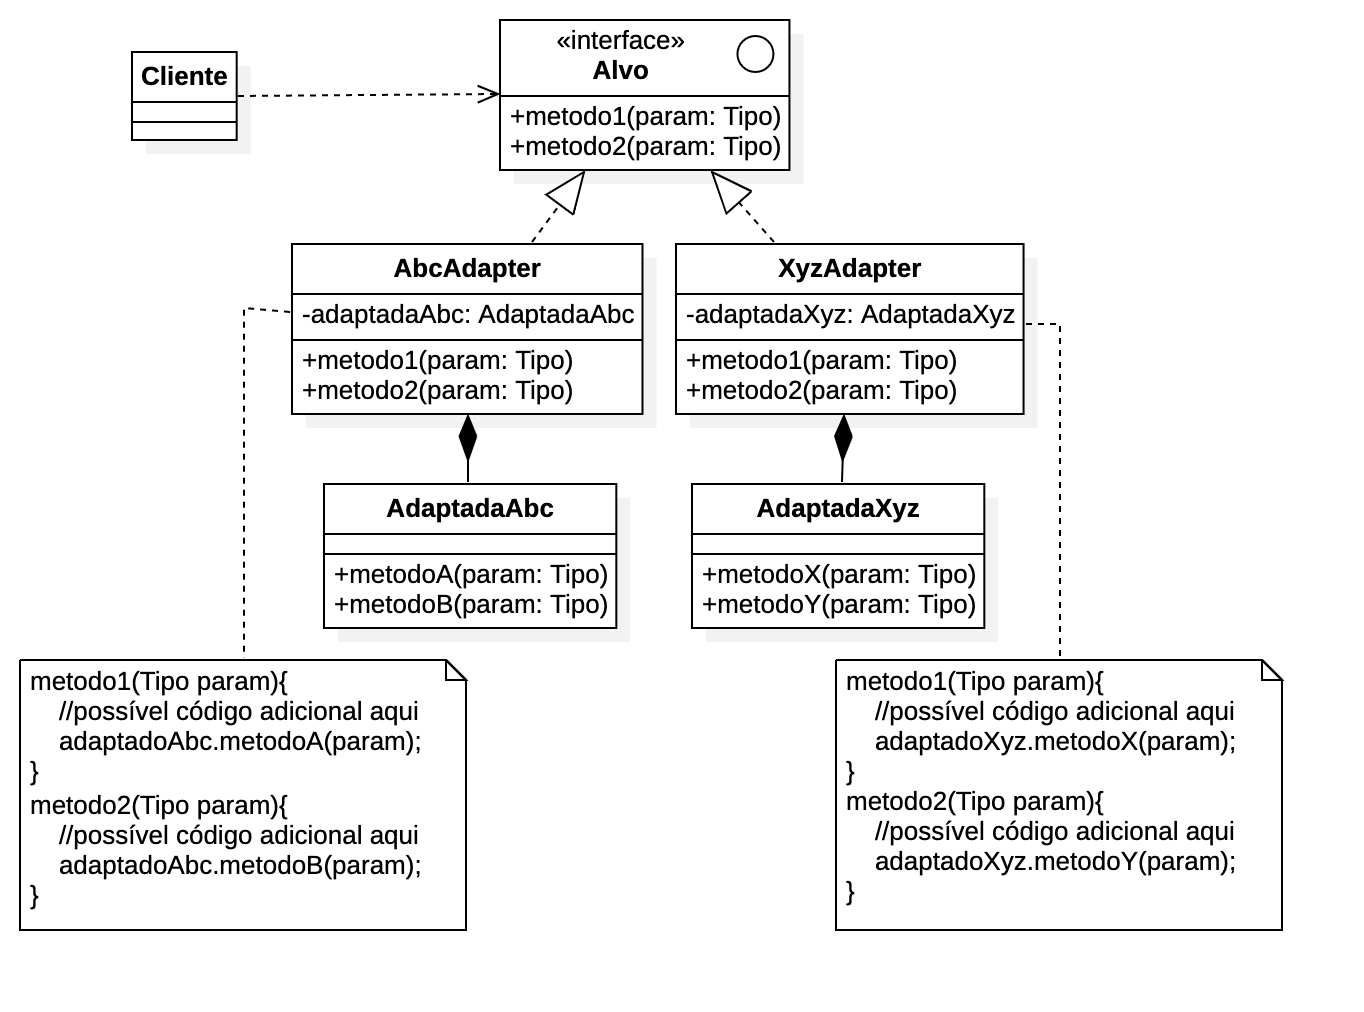 Cliente
«interface»
Alvo
+metodo1(param: Tipo)
+metodo2(param: Tipo)
AbcAdapter
-adaptadaAbc: AdaptadaAbc
+metodo1(param: Tipo)
+metodo2(param: Tipo)
XyzAdapter
-adaptadaXyz: AdaptadaXyz
+metodo1(param: Tipo)
+metodo2(param: Tipo)
AdaptadaAbc
+metodoA(param: Tipo)
+metodoB(param: Tipo)
AdaptadaXyz
+metodoX(param: Tipo)
+metodoY(param: Tipo)
metodo1(Tipo param){
//possível código adicional aqui
adaptadoAbc.metodoA(param);
}
metodo2(Tipo param){
//possível código adicional aqui
adaptadoAbc.metodoB(param);
}
metodo1(Tipo param){
//possível código adicional aqui
adaptadoXyz.metodoX(param);
}
metodo2(Tipo param){
//possível código adicional aqui
adaptadoXyz.metodoY(param);
}